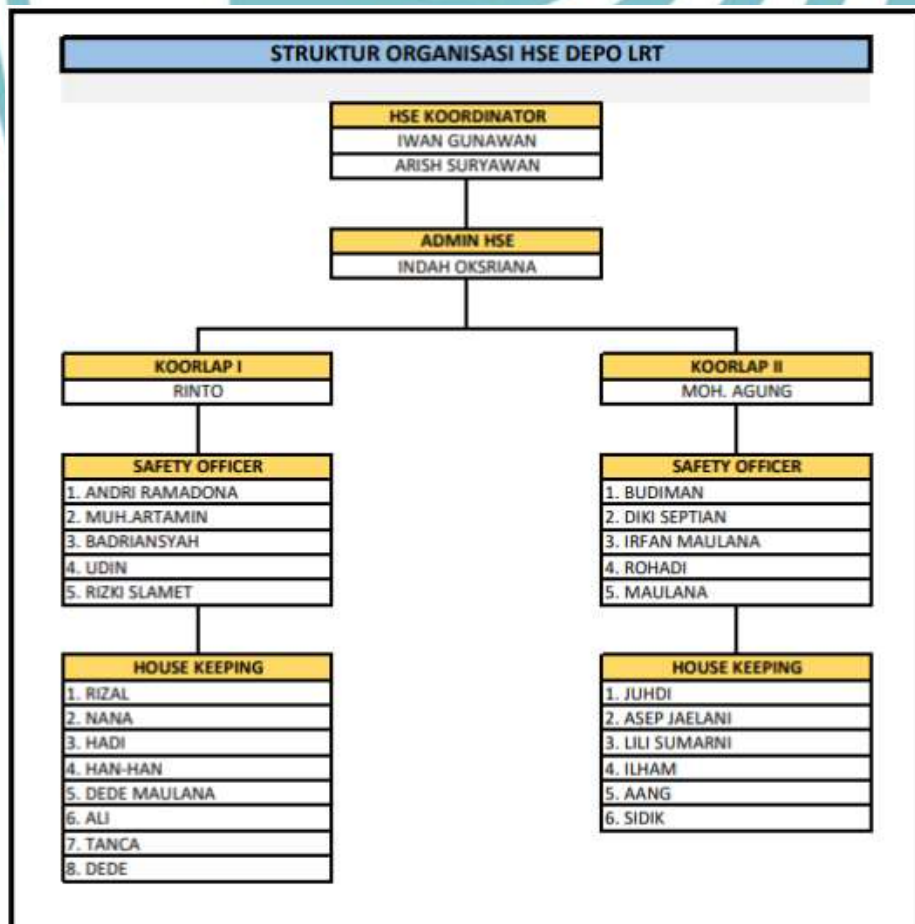 STRUKTUR ORGANISASI HSE DEPO LRT
HSE KOORDINATOR
IWAN GUNAWAN
ARISH SURYAWAN
ADMIN HSE
INDAH OKSRIANA
KOORLAP I
RINTO
SAFETY OFFICER
1. ANDRI RAMADONA
2. MUH.ARTAMIN
3. BADRIANSYAH
4. UDIN
5. RIZKI SLAMET
HOUSE KEEPING
1. RIZAL
2. NANA
3. HADI
4. HAN-HAN
5. DEDE MAULANA
6. ALI
7. TANCA
8. DEDE
KOORLAP II
MOH. AGUNG
SAFETY OFFICER
1. BUDIMAN
2. DIKI SEPTIAN
3. IRFAN MAULANA
4. ROHADI
5. MAULANA
HOUSE KEEPING
1. JUHDI
2. ASEP JAELANI
3. LILI SUMARNI
4. ILHAM
5. AANG
6. SIDIK